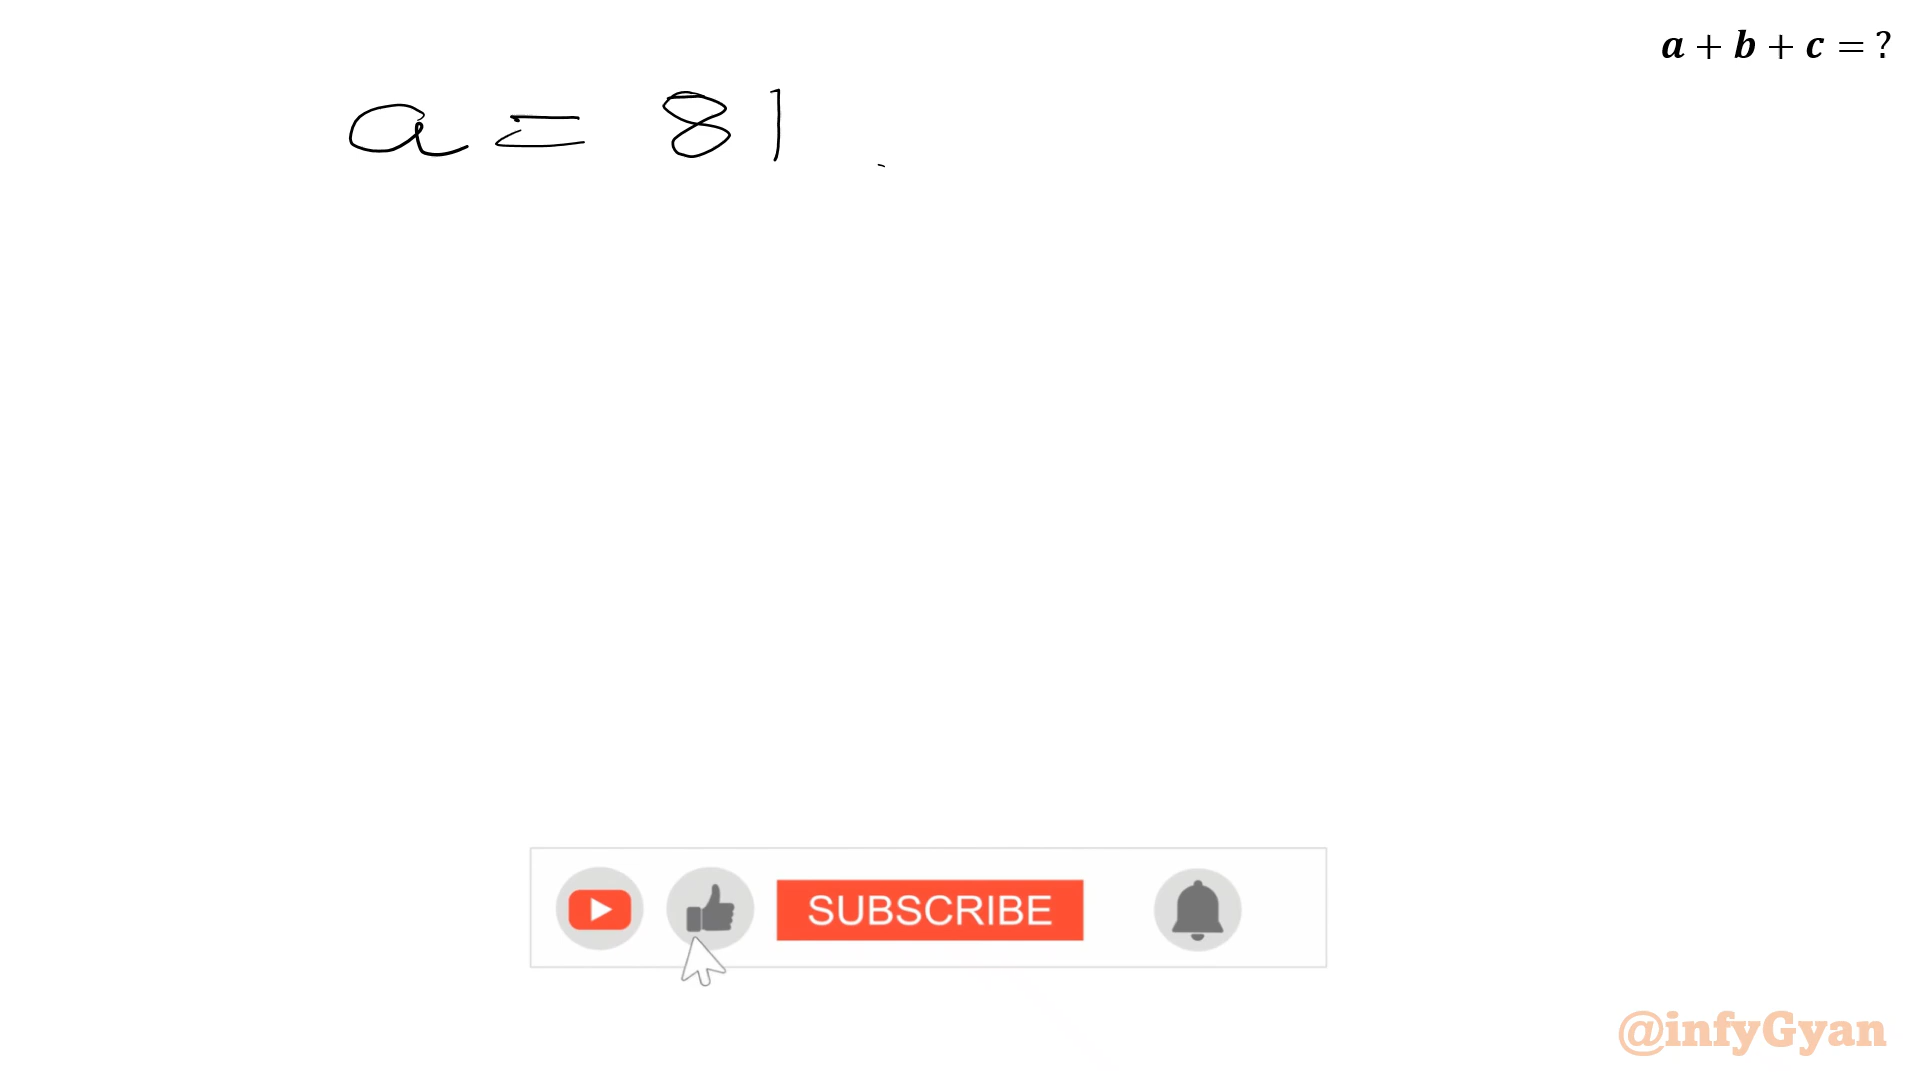 a + b + c = ?
a = 81
SUBSCRIBE
@infyGyan